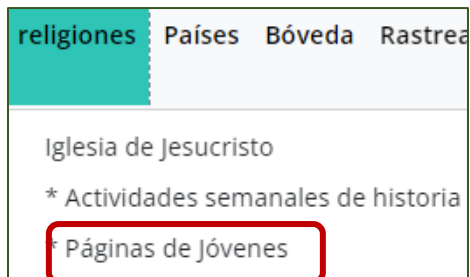 religiones Países Bóveda Rastrea
Iglesia de Jesucristo
* Actividades semanales de historia
* Páginas de Jóvenes